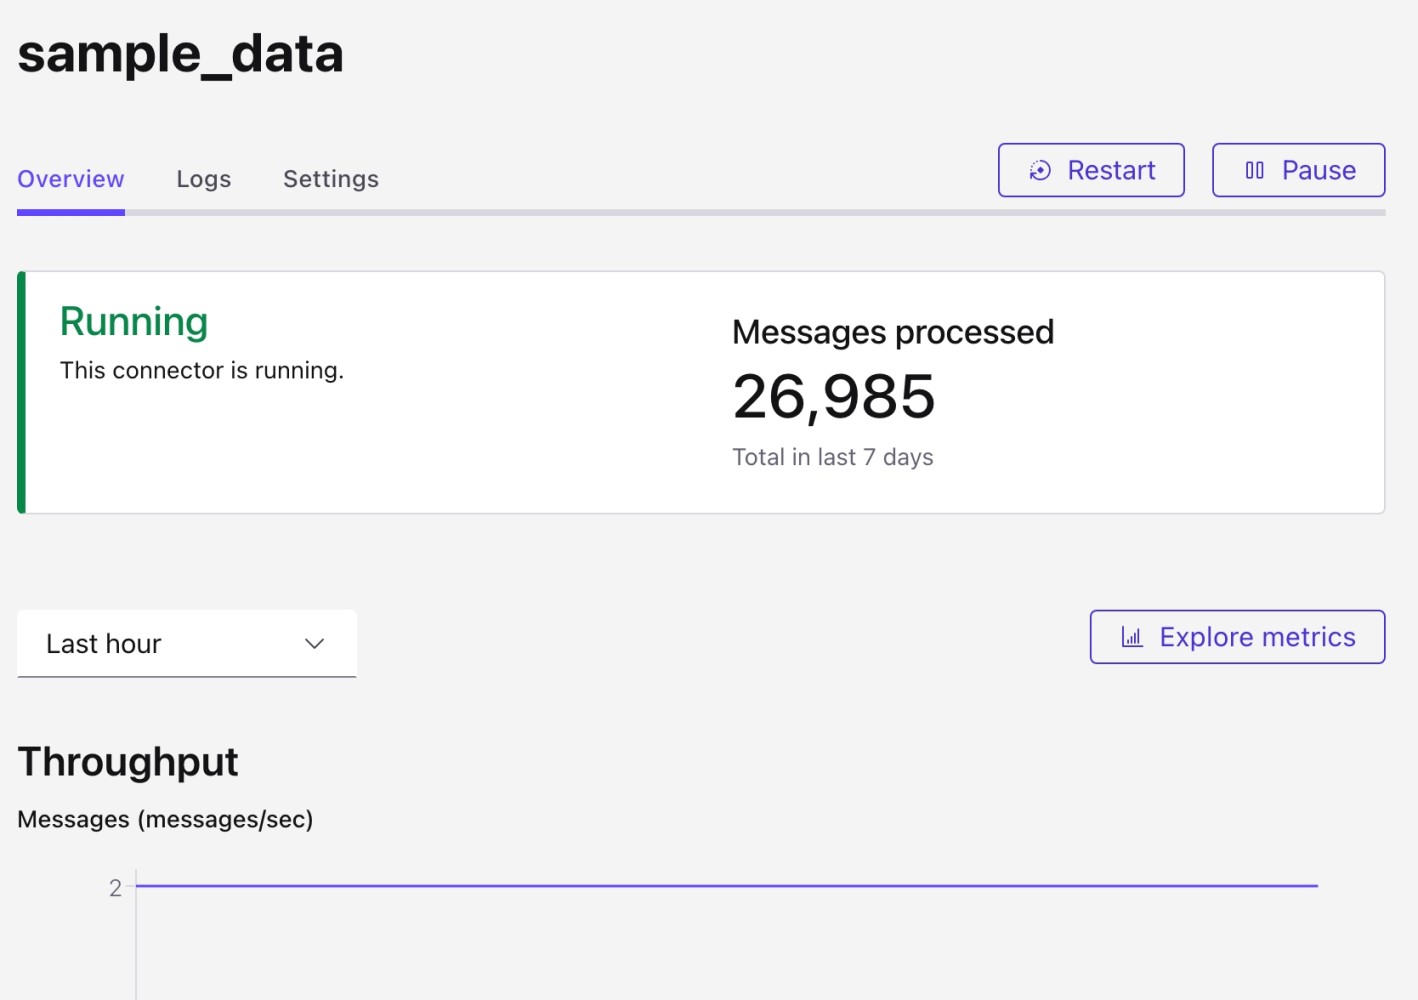 sample_data
Overview Logs Settings Restart Pause
Running
This connector is running.
Messages processed
26,985
Total in last 7 days
Last hour
Explore metrics
Throughput
Messages (messages/sec)
2